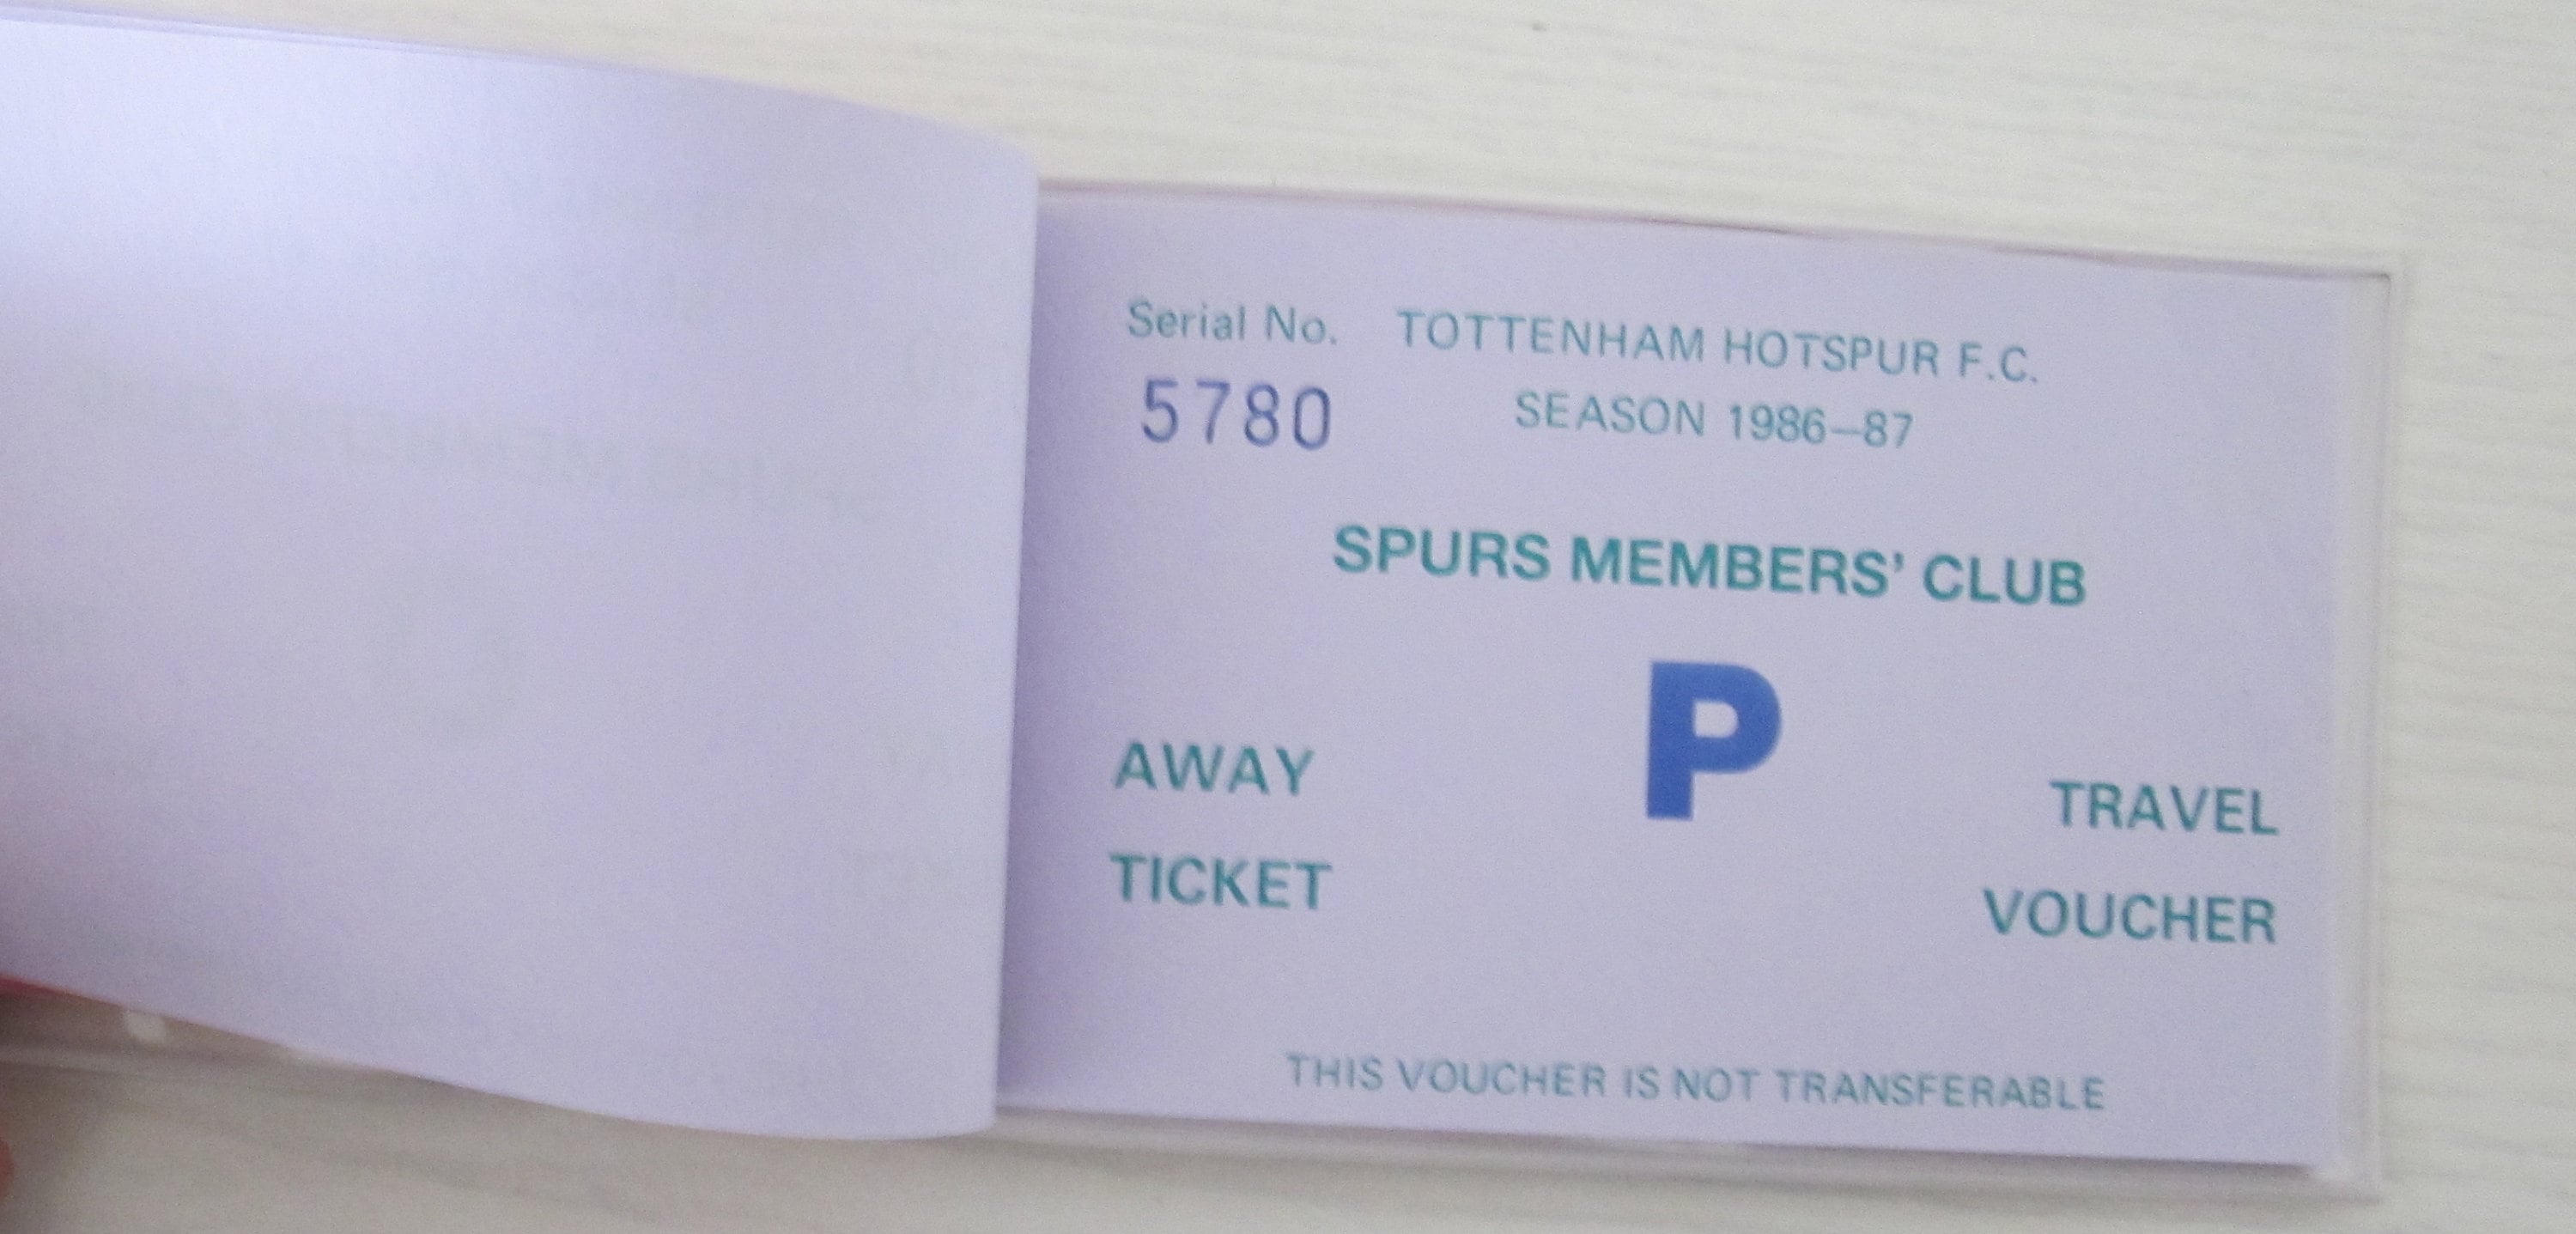 Serial No. TOTTENHAM HOTSPUR F.C.
5780 SEASON 1986–87
SPURS MEMBERS' CLUB
P
AWAY TRAVEL
TICKET VOUCHER
THIS VOUCHER IS NOT TRANSFERABLE